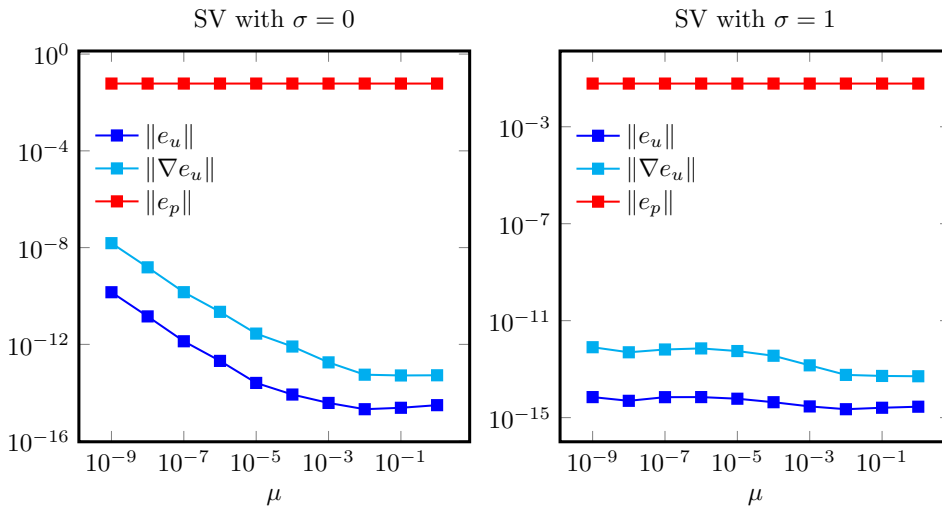 SV with σ = 0
10⁰
10⁻⁴
10⁻⁸
10⁻¹²
10⁻¹⁶
‖e_u‖
‖∇e_u‖
‖e_p‖
10⁻⁹ 10⁻⁷ 10⁻⁵ 10⁻³ 10⁻¹
μ
SV with σ = 1
10⁻³
10⁻⁷
10⁻¹¹
10⁻¹⁵
‖e_u‖
‖∇e_u‖
‖e_p‖
10⁻⁹ 10⁻⁷ 10⁻⁵ 10⁻³ 10⁻¹
μ